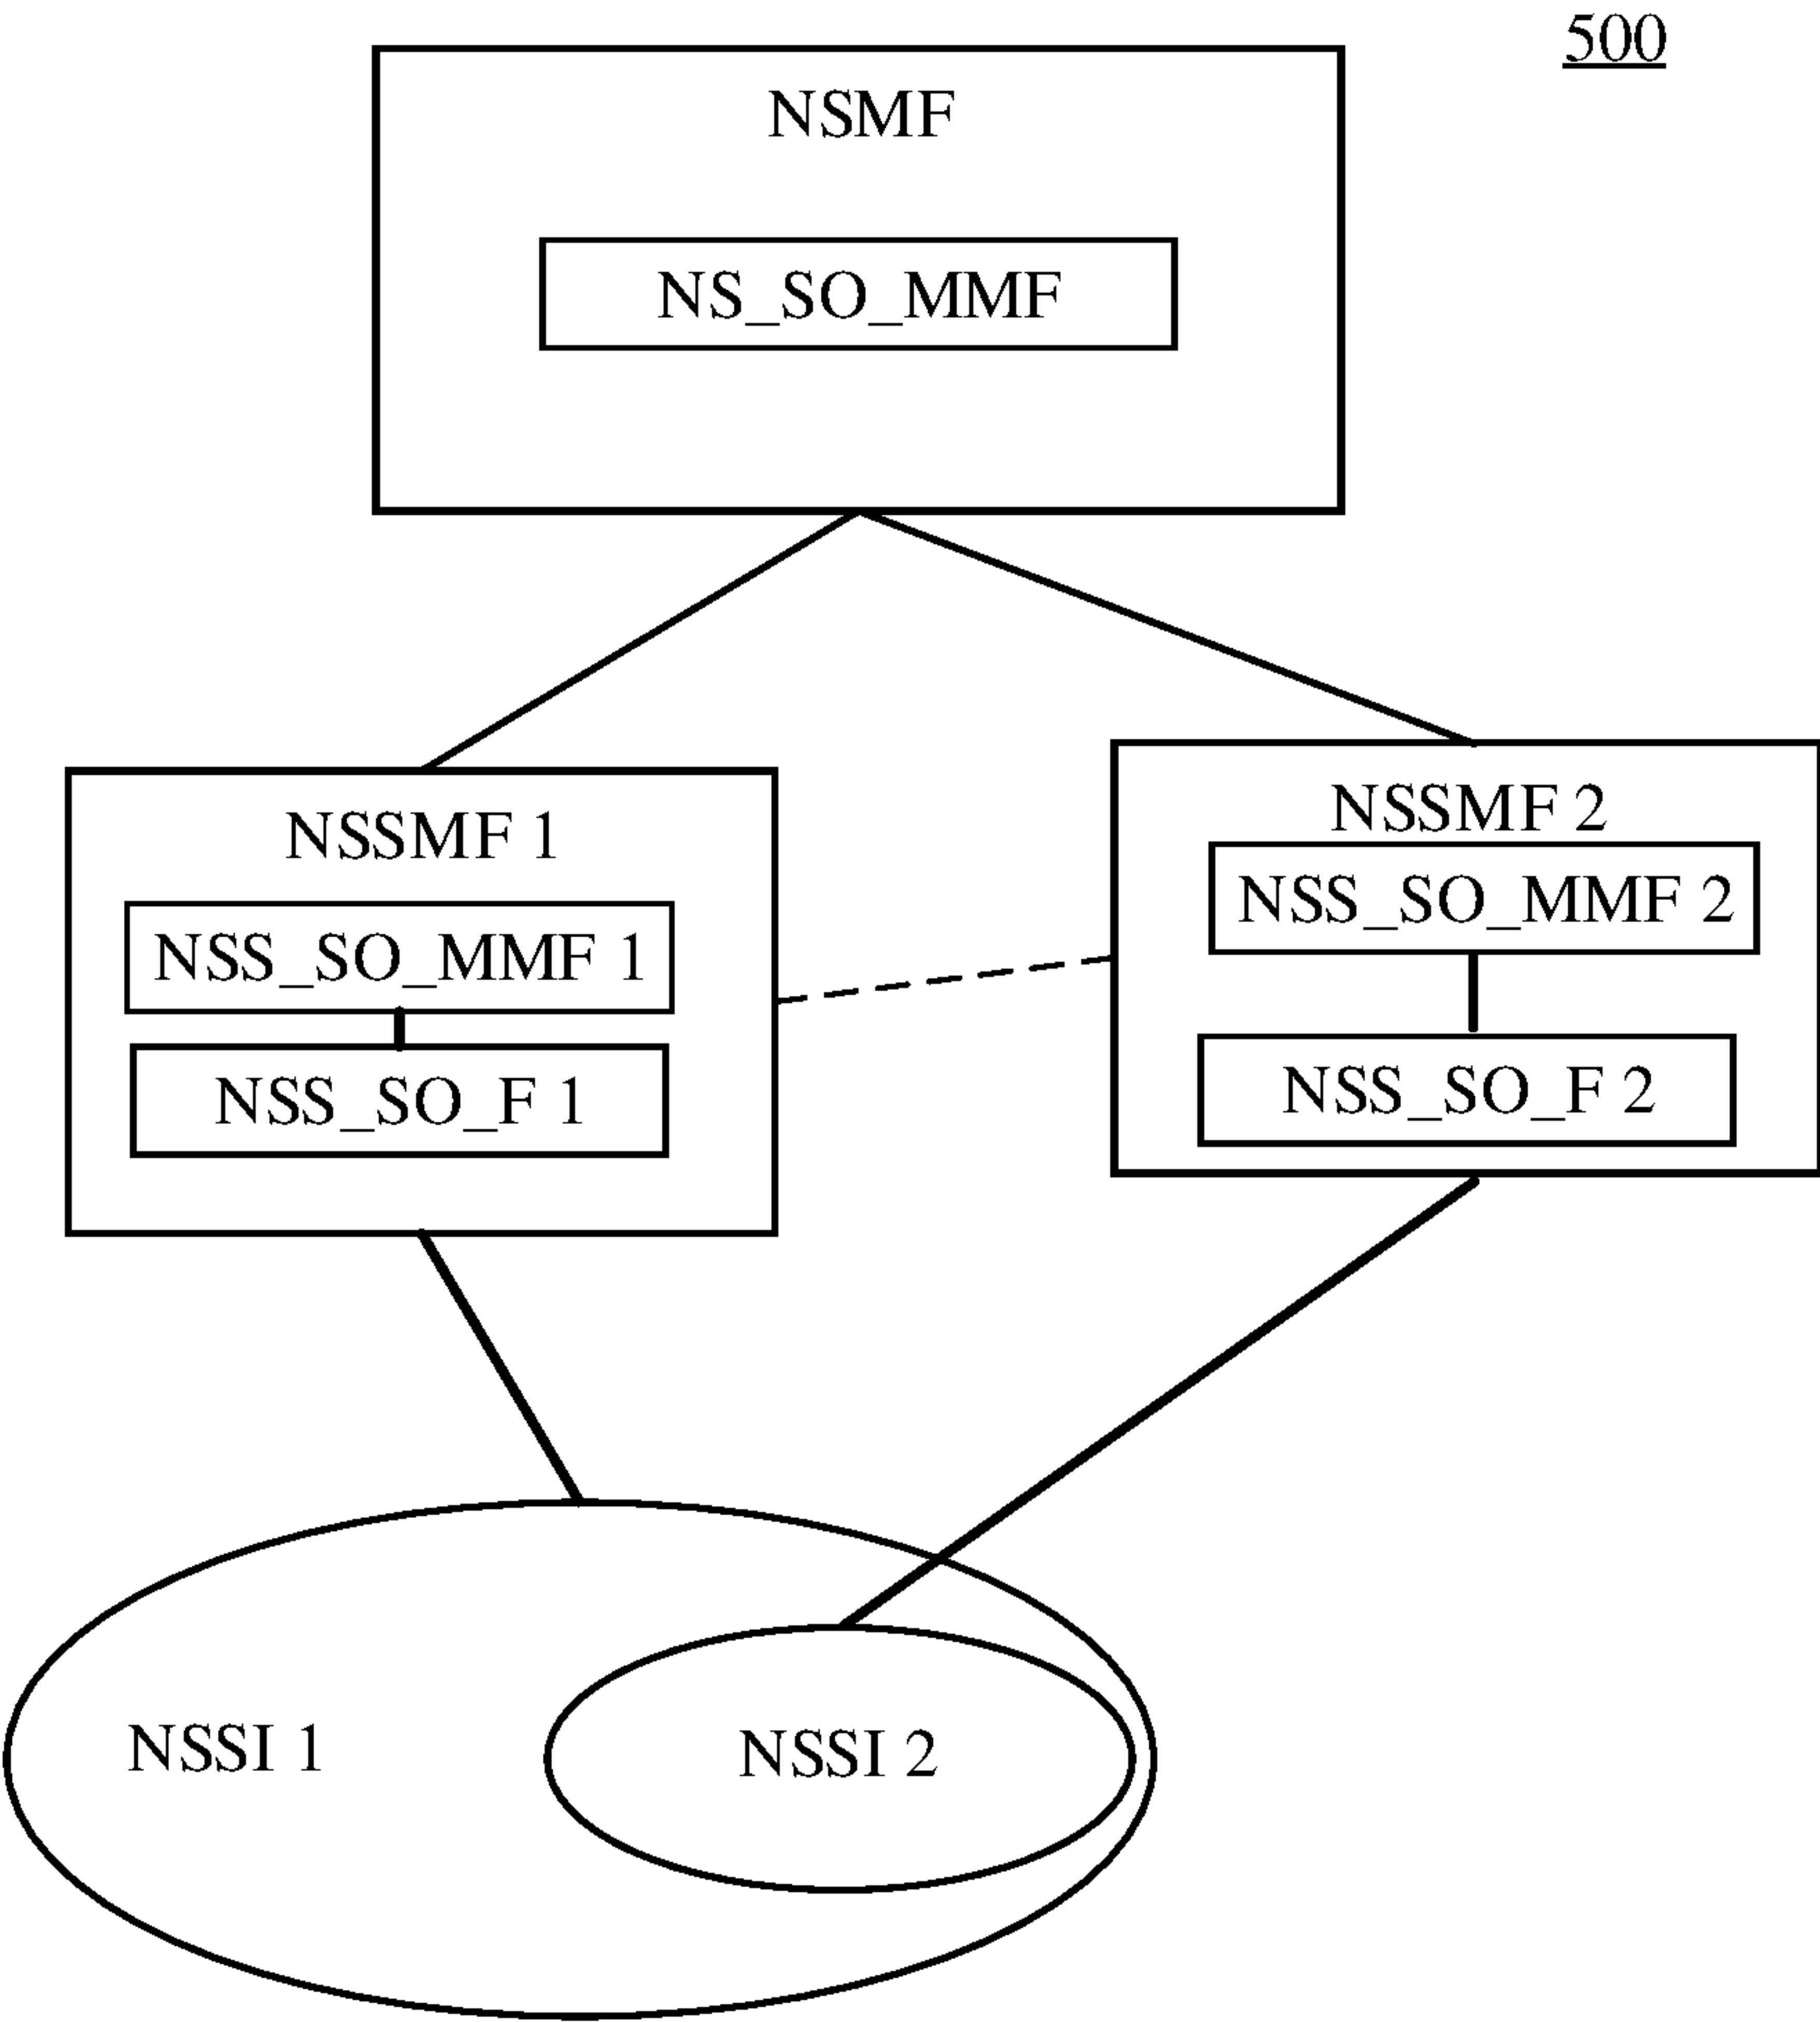 500
NSMF
NS_SO_MMF
NSSMF 1
NSS_SO_MMF 1
NSS_SO_F 1
NSSMF 2
NSS_SO_MMF 2
NSS_SO_F 2
NSSI 1
NSSI 2